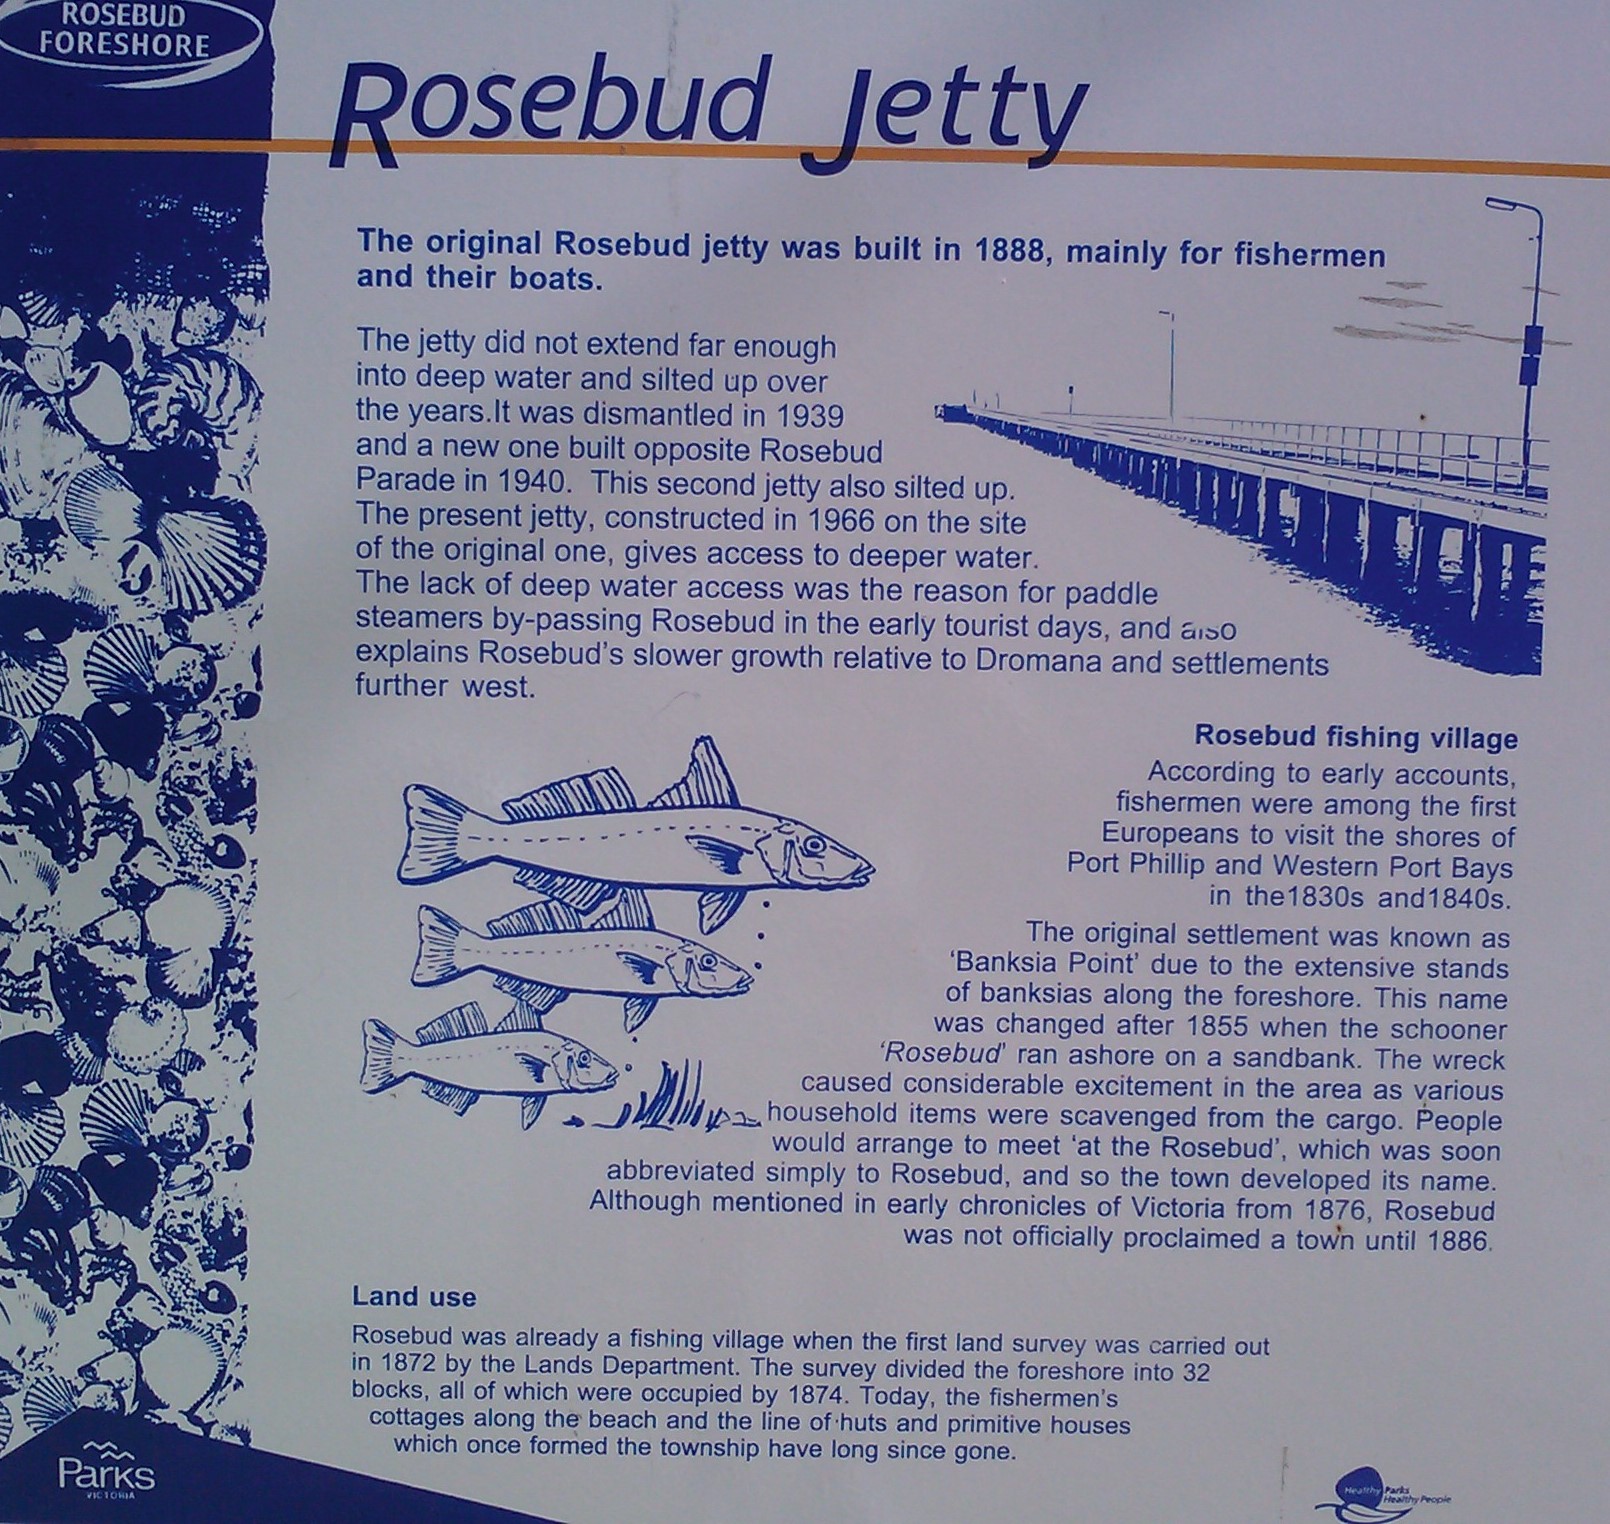 ROSEBUD
FORESHORE
Rosebud Jetty
The original Rosebud jetty was built in 1888, mainly for fishermen
and their boats.
The jetty did not extend far enough
into deep water and silted up over
the years.It was dismantled in 1939
and a new one built opposite Rosebud
Parade in 1940. This second jetty also silted up.
The present jetty, constructed in 1966 on the site
of the original one, gives access to deeper water.
The lack of deep water access was the reason for paddle
steamers by-passing Rosebud in the early tourist days, and also
explains Rosebud's slower growth relative to Dromana and settlements
further west.
Rosebud fishing village
According to early accounts,
fishermen were among the first
Europeans to visit the shores of
Port Phillip and Western Port Bays
in the1830s and1840s.
The original settlement was known as
'Banksia Point' due to the extensive stands
of banksias along the foreshore. This name
was changed after 1855 when the schooner
'Rosebud' ran ashore on a sandbank. The wreck
caused considerable excitement in the area as various
household items were scavenged from the cargo. People
would arrange to meet 'at the Rosebud', which was soon
abbreviated simply to Rosebud, and so the town developed its name.
Although mentioned in early chronicles of Victoria from 1876, Rosebud
was not officially proclaimed a town until 1886.
Land use
Rosebud was already a fishing village when the first land survey was carried out
in 1872 by the Lands Department. The survey divided the foreshore into 32
blocks, all of which were occupied by 1874. Today, the fishermen's
cottages along the beach and the line of huts and primitive houses
which once formed the township have long since gone.
Parks
VICTORIA
Healthy Parks
Healthy People